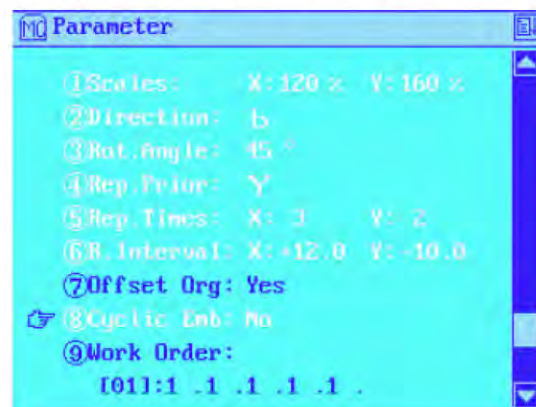 MC Parameter
①Scales: X:120 % Y:160 %
②Direction: b
③Rot.Angle: 45 °
④Rep.Prior: Y
⑤Rep.Times: X: 3 Y: 2
⑥R.Interval: X:+12.0 Y:-10.0
⑦Offset Org: Yes
⑧Cyclic Emb: No
⑨Work Order:
[01]:1 .1 .1 .1 .1 .